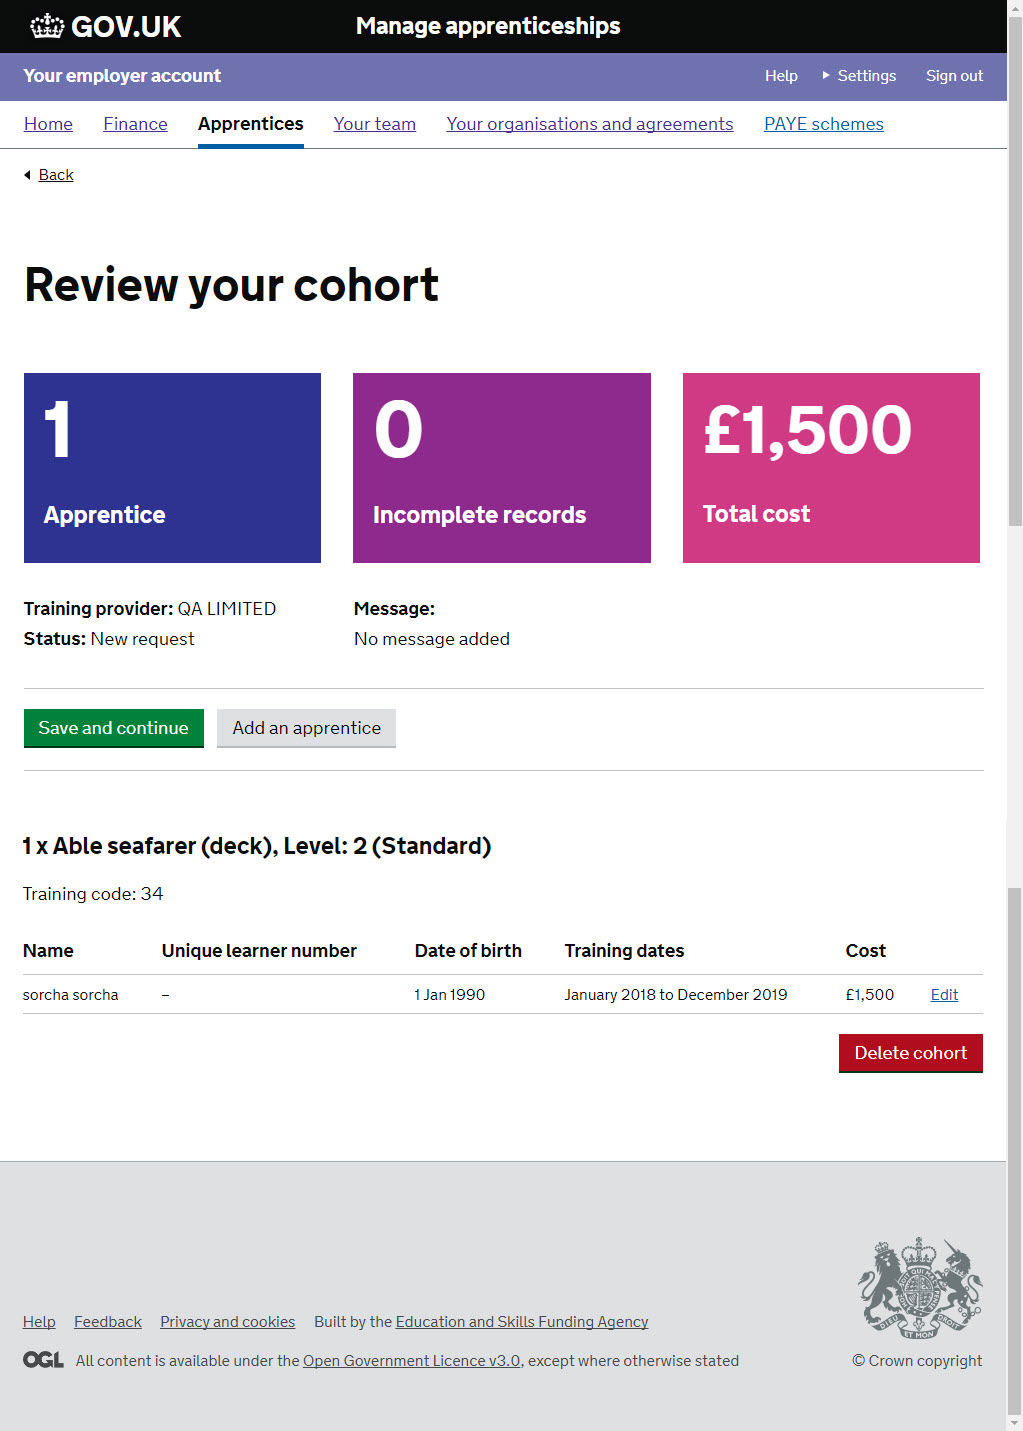 GOV.UK Manage apprenticeships
Your employer account Help Settings Sign out
Home Finance Apprentices Your team Your organisations and agreements PAYE schemes
Back
Review your cohort
1 0 £1,500
Apprentice Incomplete records Total cost
Training provider: QA LIMITED Message:
Status: New request No message added
Save and continue Add an apprentice
1 x Able seafarer (deck), Level: 2 (Standard)
Training code: 34
Name Unique learner number Date of birth Training dates Cost
sorcha sorcha – 1 Jan 1990 January 2018 to December 2019 £1,500 Edit
Delete cohort
Help Feedback Privacy and cookies Built by the Education and Skills Funding Agency
OGL All content is available under the Open Government Licence v3.0, except where otherwise stated © Crown copyright